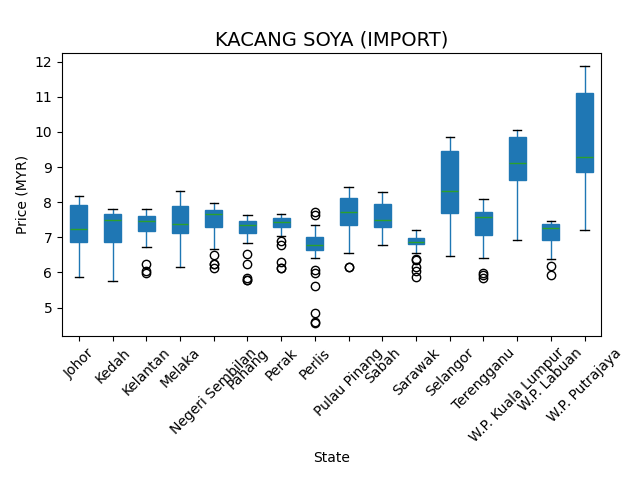 KACANG SOYA (IMPORT)
12
11
10
9
8
7
6
5
Price (MYR)
Johor
Kedah
Kelantan
Melaka
Negeri Sembilan
Pahang
Perak
Perlis
Pulau Pinang
Sabah
Sarawak
Selangor
Terengganu
W.P. Kuala Lumpur
W.P. Labuan
W.P. Putrajaya
State